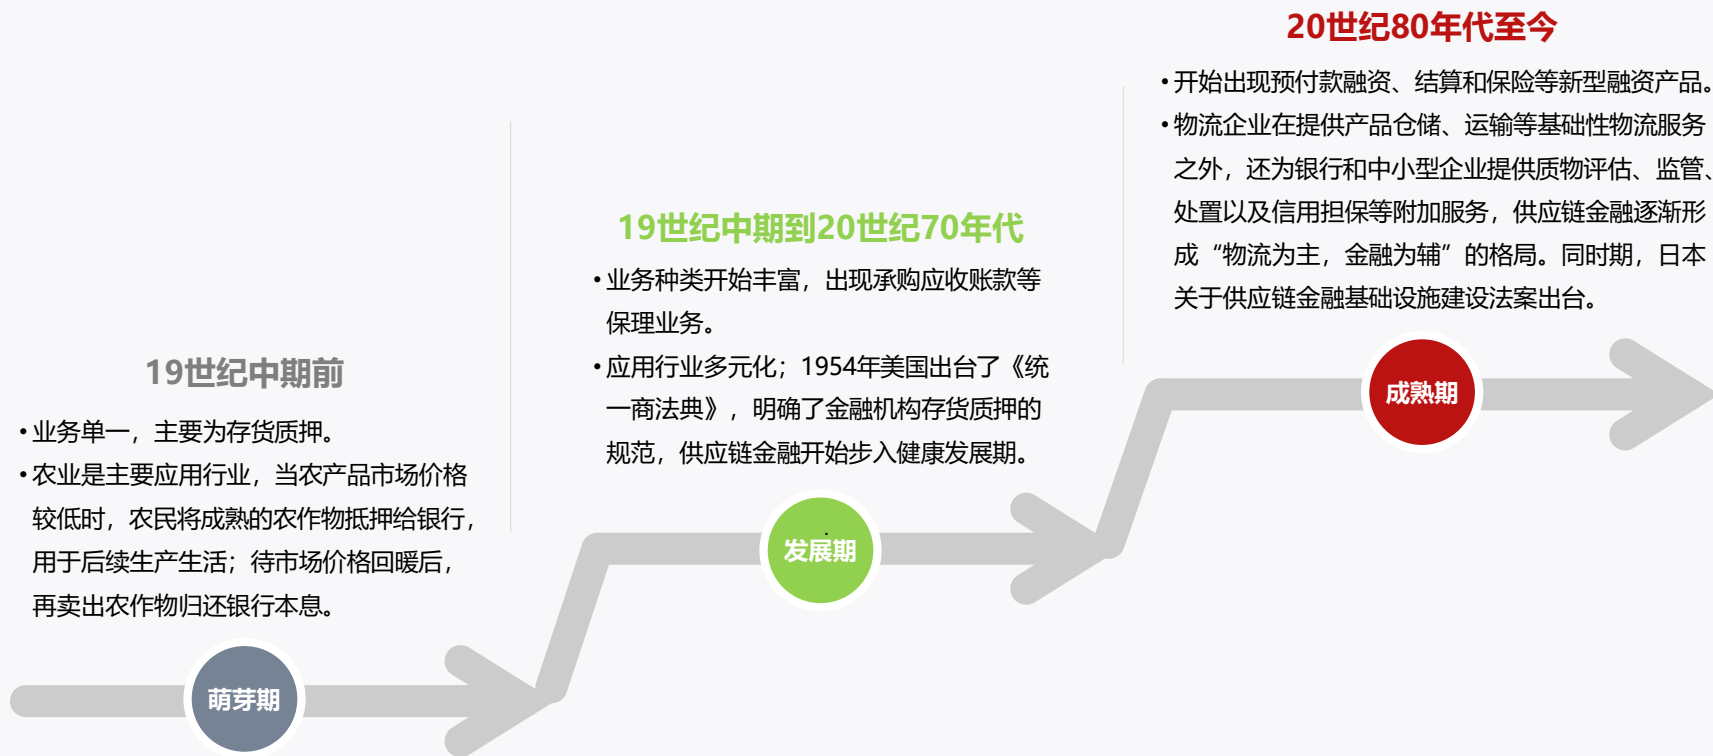 19世纪中期前
•业务单一，主要为存货质押。
•农业是主要应用行业，当农产品市场价格
较低时，农民将成熟的农作物抵押给银行，
用于后续生产生活；待市场价格回暖后，
再卖出农作物归还银行本息。
萌芽期
19世纪中期到20世纪70年代
•业务种类开始丰富，出现承购应收账款等
保理业务。
•应用行业多元化；1954年美国出台了《统
一商法典》，明确了金融机构存货质押的
规范，供应链金融开始步入健康发展期。
发展期
20世纪80年代至今
•开始出现预付款融资、结算和保险等新型融资产品。
•物流企业在提供产品仓储、运输等基础性物流服务
之外，还为银行和中小型企业提供质物评估、监管、
处置以及信用担保等附加服务，供应链金融逐渐形
成“物流为主，金融为辅”的格局。同时期，日本
关于供应链金融基础设施建设法案出台。
成熟期